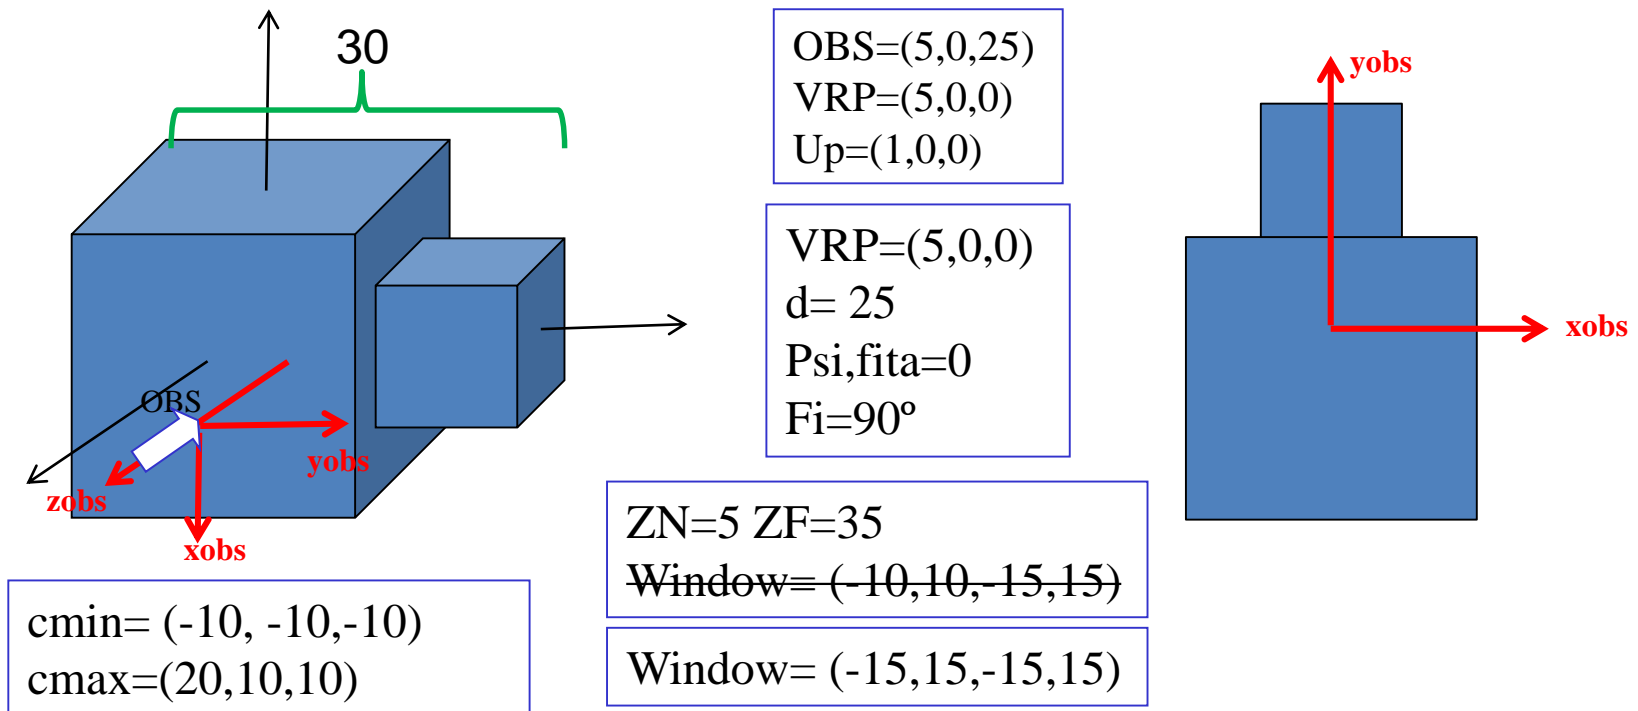 30
OBS
zobs
yobs
xobs
cmin= (-10, -10,-10)
cmax=(20,10,10)
OBS=(5,0,25)
VRP=(5,0,0)
Up=(1,0,0)
VRP=(5,0,0)
d= 25
Psi,fita=0
Fi=90º
ZN=5 ZF=35
Window= (-10,10,-15,15)
Window= (-15,15,-15,15)
yobs
xobs